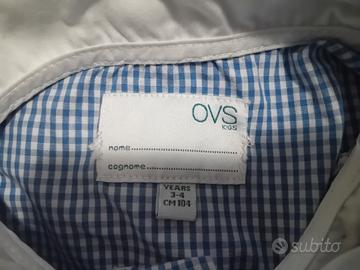 OVS
KIDS
nome
cognome
YEARS
3-4
CM 104
subito